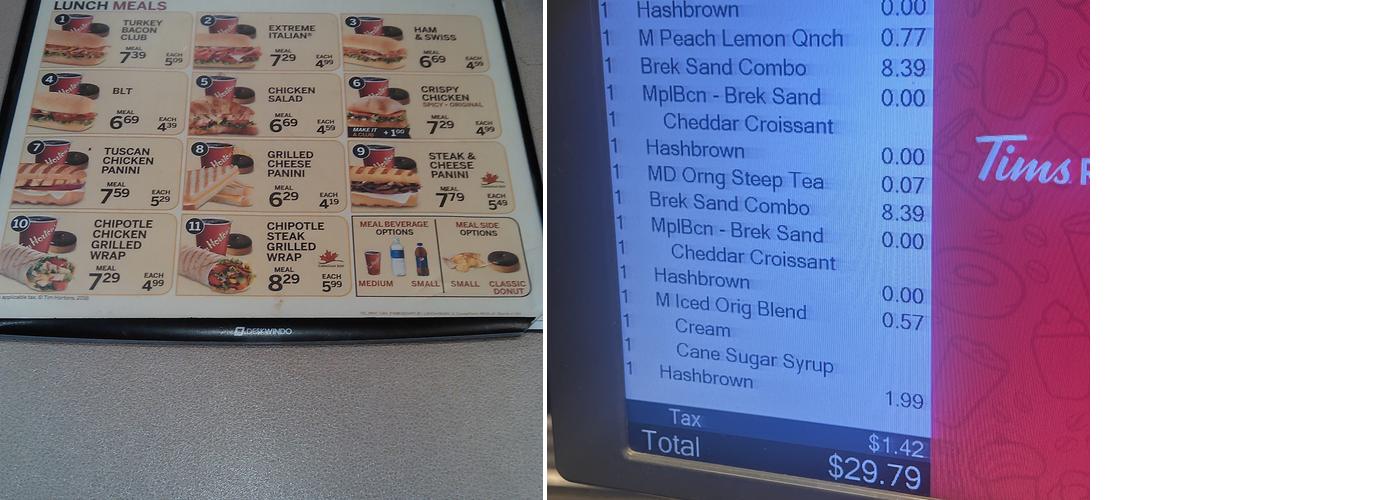 LUNCH MEALS
1
TURKEY
BACON
CLUB
MEAL
7 39
EACH
5 09
2
EXTREME
ITALIAN®
MEAL
7 29
EACH
4 99
3
HAM
& SWISS
MEAL
6 69
EACH
4 39
4
BLT
MEAL
6 69
EACH
4 39
5
CHICKEN
SALAD
MEAL
6 69
EACH
4 59
6
CRISPY
CHICKEN
SPICY - ORIGINAL
MAKE IT
A CLUB + 1 00
MEAL
7 29
EACH
4 99
7
TUSCAN
CHICKEN
PANINI
MEAL
7 59
EACH
5 29
8
GRILLED
CHEESE
PANINI
MEAL
6 29
EACH
4 19
9
STEAK &
CHEESE
PANINI
MEAL
7 79
EACH
5 49
10
CHIPOTLE
CHICKEN
GRILLED
WRAP
MEAL
7 29
EACH
4 99
11
CHIPOTLE
STEAK
GRILLED
WRAP
MEAL
8 29
EACH
5 99
MEAL BEVERAGE
OPTIONS
MEDIUM SMALL
MEAL SIDE
OPTIONS
SMALL CLASSIC
DONUT
applicable tax. © Tim Hortons, 2018
DESKWINDO
1 Hashbrown 0.00
1 M Peach Lemon Qnch 0.77
1 Brek Sand Combo 8.39
1 MplBcn - Brek Sand 0.00
1 Cheddar Croissant
1 Hashbrown 0.00
1 MD Orng Steep Tea 0.07
1 Brek Sand Combo 8.39
1 MplBcn - Brek Sand 0.00
1 Cheddar Croissant
1 Hashbrown 0.00
1 M Iced Orig Blend 0.57
1 Cream
1 Cane Sugar Syrup
1 Hashbrown 1.99
Tax $1.42
Total $29.79
Tims R